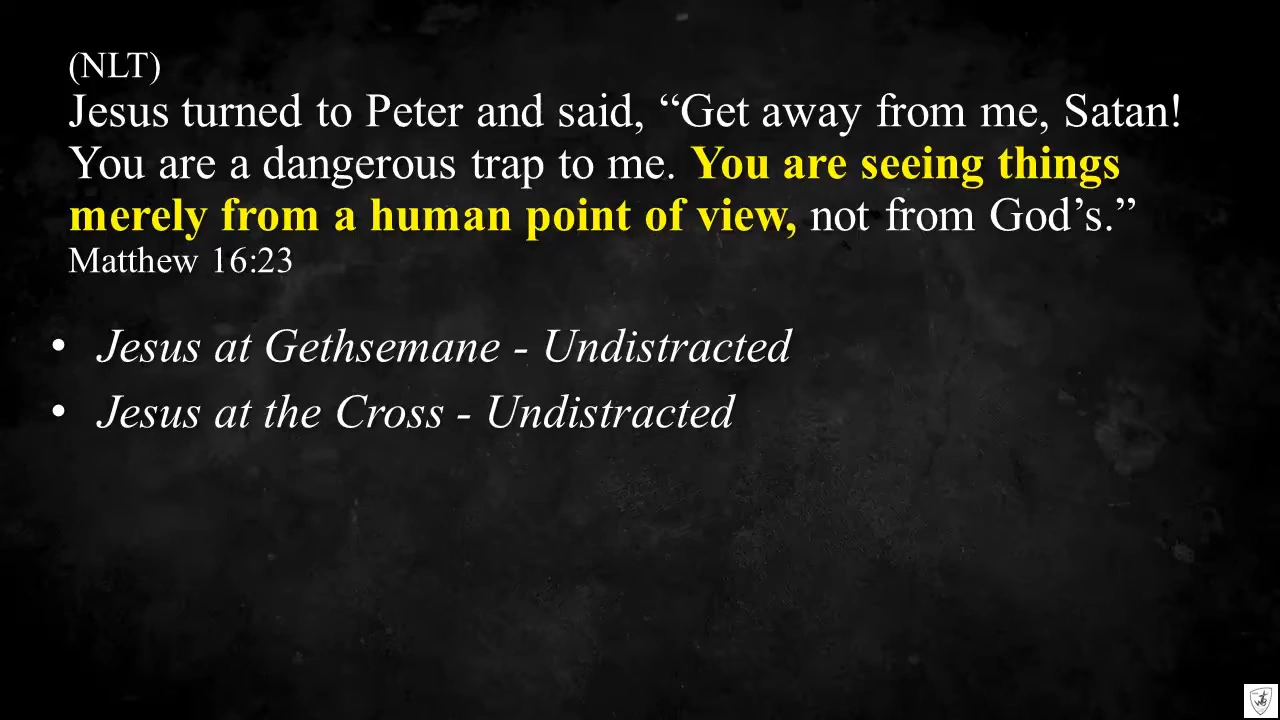 (NLT)
Jesus turned to Peter and said, “Get away from me, Satan!
You are a dangerous trap to me. You are seeing things
merely from a human point of view, not from God’s.”
Matthew 16:23
• Jesus at Gethsemane - Undistracted
• Jesus at the Cross - Undistracted